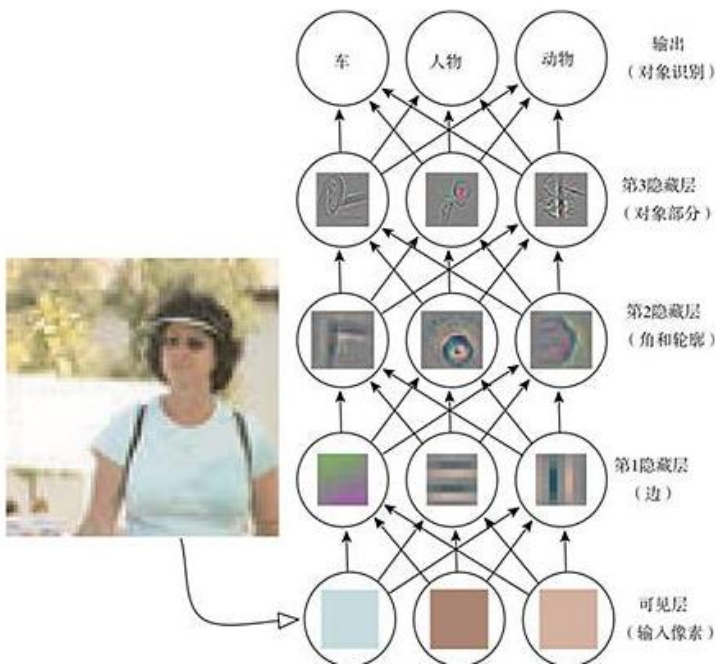 车 人物 动物
输出
(对象识别)
第3隐藏层
(对象部分)
第2隐藏层
(角和轮廓)
第1隐藏层
(边)
可见层
(输入像素)